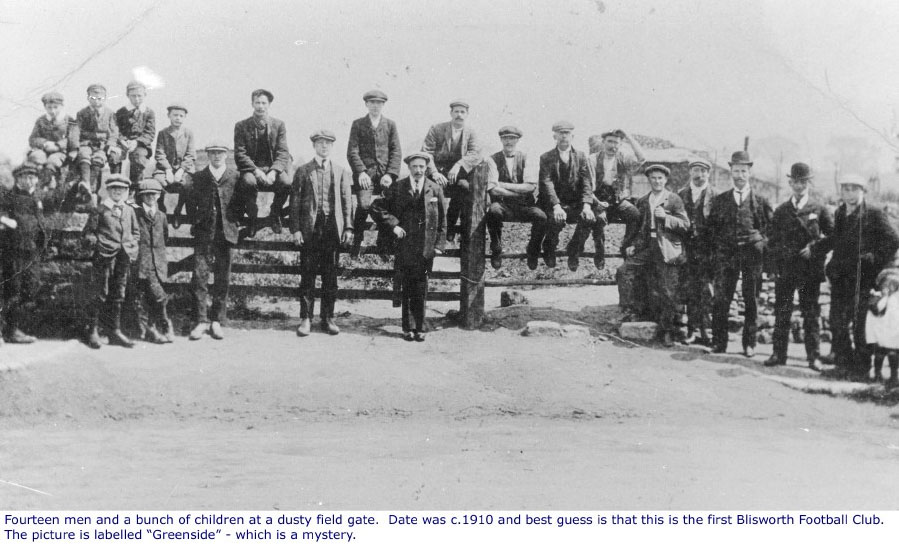 Fourteen men and a bunch of children at a dusty field gate.  Date was c.1910 and best guess is that this is the first Blisworth Football Club.
The picture is labelled “Greenside” - which is a mystery.